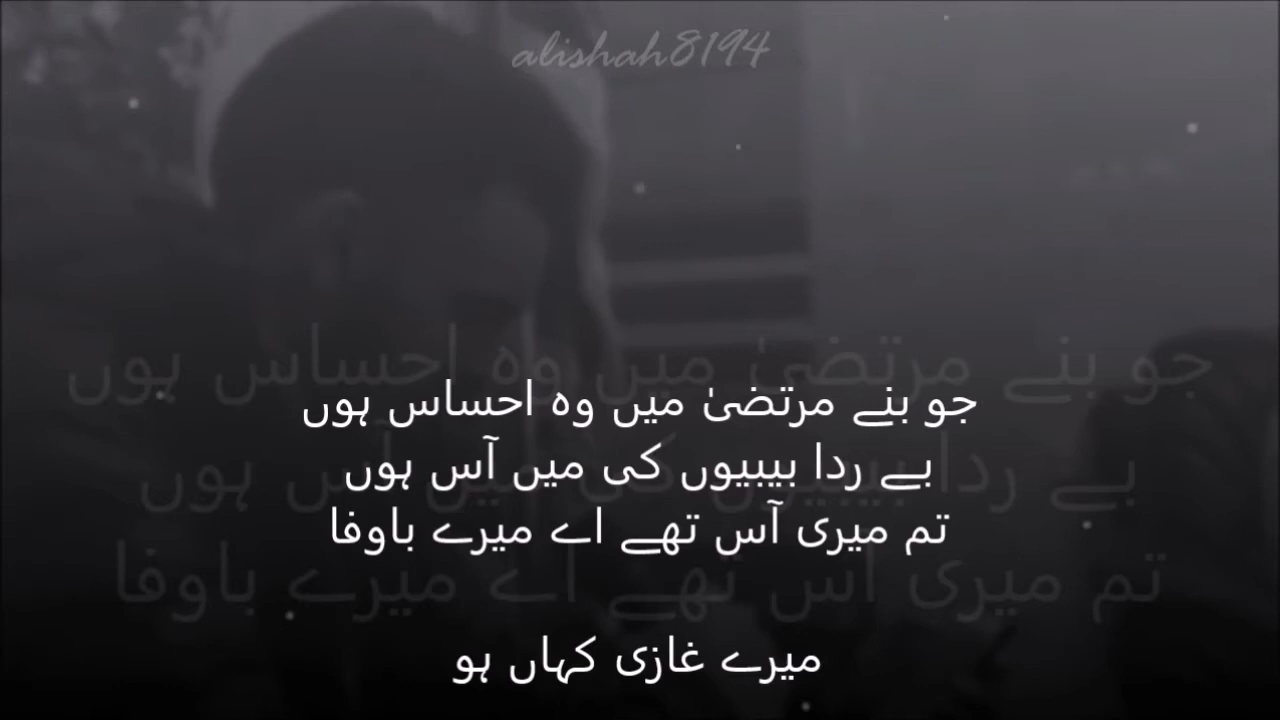 alishah8194
جو بنے مرتضیٰ میں وہ احساس ہوں
بے ردا بیبیوں کی میں آس ہوں
تم میری آس تھے اے میرے باوفا
میرے غازی کہاں ہو